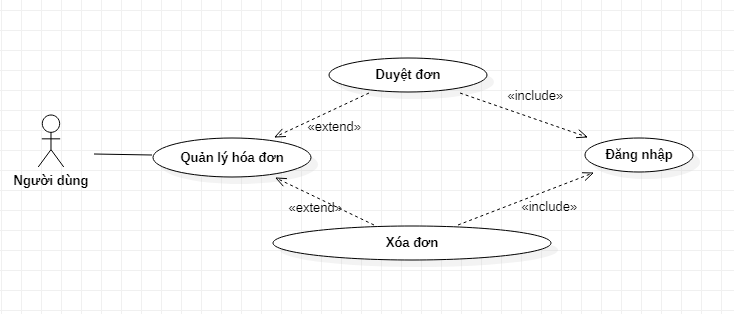 Duyệt đơn
«include»
«extend»
Quản lý hóa đơn
Đăng nhập
Người dùng
«extend»
«include»
Xóa đơn